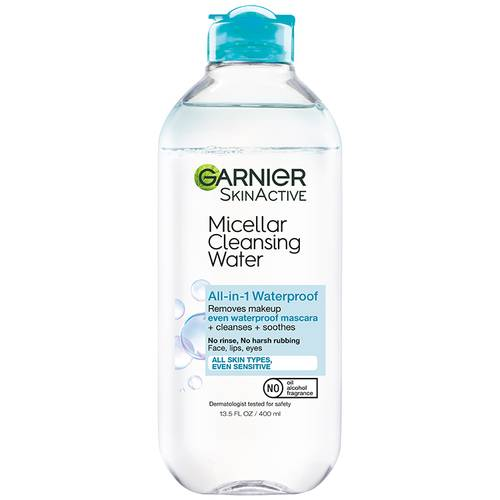 GARNIER
SKINACTIVE
Micellar
Cleansing
Water
All-in-1 Waterproof
Removes makeup
even waterproof mascara
+ cleanses + soothes
No rinse, No harsh rubbing
Face, lips, eyes
ALL SKIN TYPES,
EVEN SENSITIVE
NO
oil
alcohol
fragrance
Dermatologist tested for safety
13.5 FL OZ / 400 ml